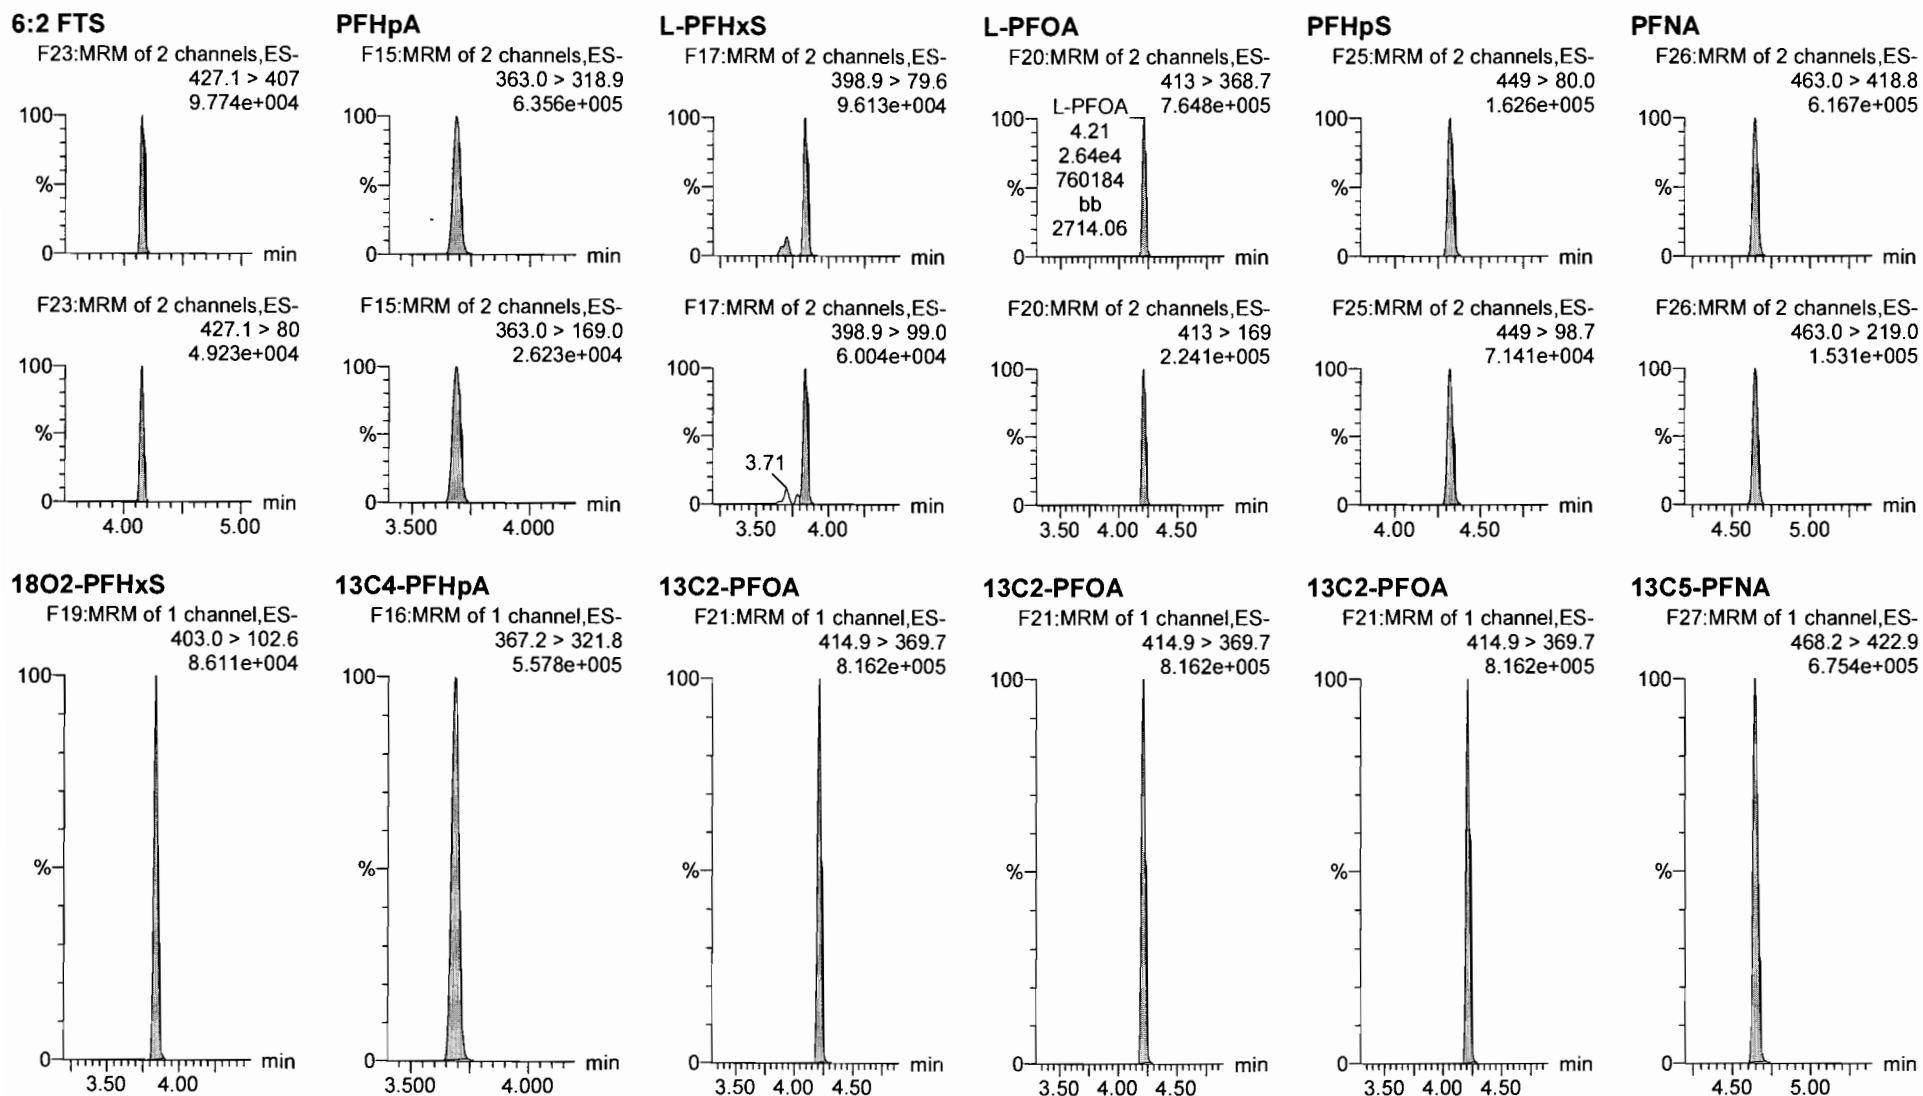 6:2 FTS
F23:MRM of 2 channels,ES-
427.1 > 407
9.774e+004
100
%
0
min
F23:MRM of 2 channels,ES-
427.1 > 80
4.923e+004
100
%
0
min
4.00 5.00
PFHpA
F15:MRM of 2 channels,ES-
363.0 > 318.9
6.356e+005
100
%
0
min
F15:MRM of 2 channels,ES-
363.0 > 169.0
2.623e+004
100
%
0
min
3.500 4.000
L-PFHxS
F17:MRM of 2 channels,ES-
398.9 > 79.6
9.613e+004
100
%
0
min
F17:MRM of 2 channels,ES-
398.9 > 99.0
6.004e+004
100
%
3.71
0
min
3.50 4.00
L-PFOA
F20:MRM of 2 channels,ES-
413 > 368.7
7.648e+005
100
L-PFOA
4.21
2.64e4
760184
bb
2714.06
%
0
min
F20:MRM of 2 channels,ES-
413 > 169
2.241e+005
100
%
0
min
3.50 4.00 4.50
PFHpS
F25:MRM of 2 channels,ES-
449 > 80.0
1.626e+005
100
%
0
min
F25:MRM of 2 channels,ES-
449 > 98.7
7.141e+004
100
%
0
min
4.00 4.50
PFNA
F26:MRM of 2 channels,ES-
463.0 > 418.8
6.167e+005
100
%
0
min
F26:MRM of 2 channels,ES-
463.0 > 219.0
1.531e+005
100
%
0
min
4.50 5.00
18O2-PFHxS
F19:MRM of 1 channel,ES-
403.0 > 102.6
8.611e+004
100
%
0
min
3.50 4.00
13C4-PFHpA
F16:MRM of 1 channel,ES-
367.2 > 321.8
5.578e+005
100
%
0
min
3.500 4.000
13C2-PFOA
F21:MRM of 1 channel,ES-
414.9 > 369.7
8.162e+005
100
%
0
min
3.50 4.00 4.50
13C2-PFOA
F21:MRM of 1 channel,ES-
414.9 > 369.7
8.162e+005
100
%
0
min
3.50 4.00 4.50
13C2-PFOA
F21:MRM of 1 channel,ES-
414.9 > 369.7
8.162e+005
100
%
0
min
3.50 4.00 4.50
13C5-PFNA
F27:MRM of 1 channel,ES-
468.2 > 422.9
6.754e+005
100
%
0
min
4.50 5.00